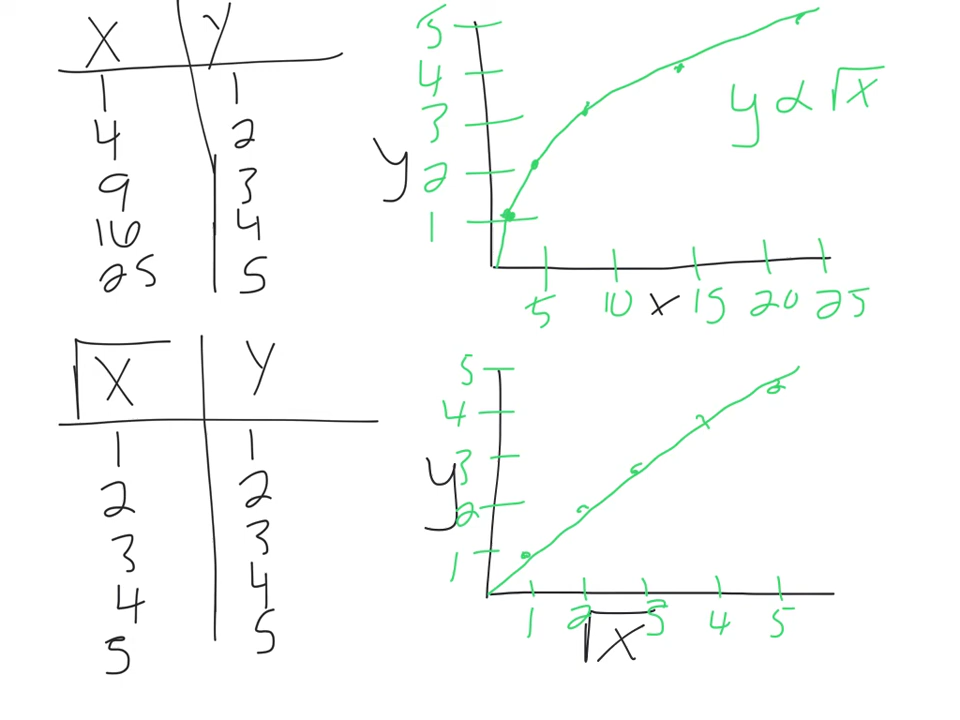 X Y
1 1
4 2
9 3
16 4
25 5
5
4
3
2
1
y
y ∝ √x
5 10 x 15 20 25
√X Y
1 1
2 2
3 3
4 4
5 5
5
4
3
2
1
y
1 2 3 4 5
√X